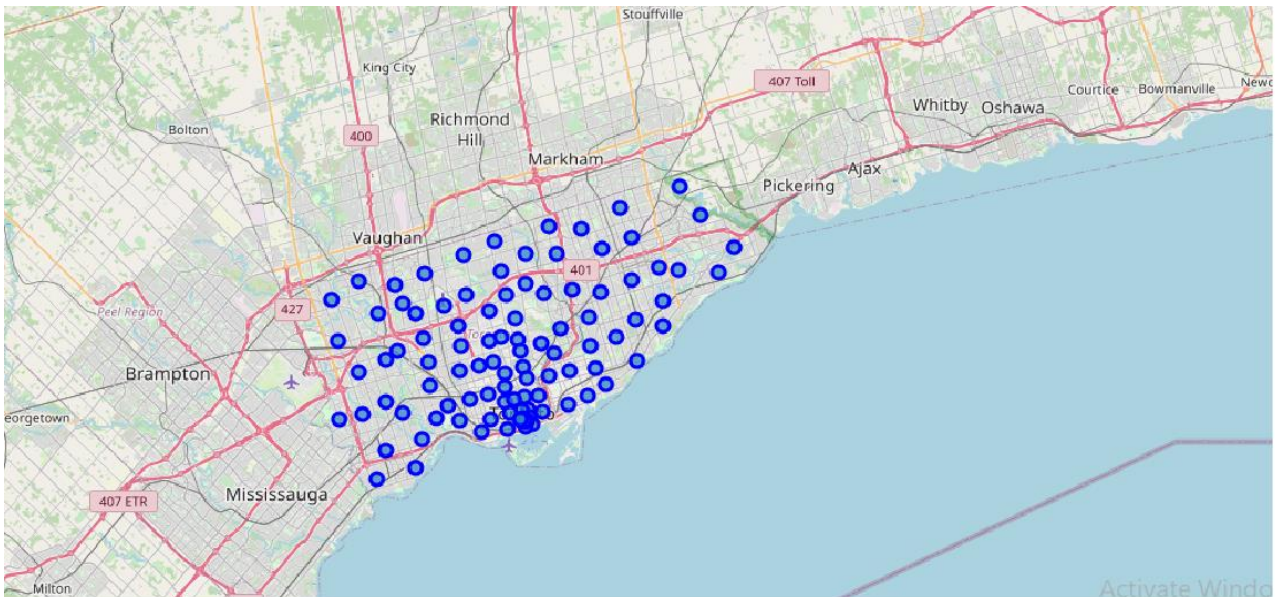 Stouffville
King City
407 Toll
Whitby
Oshawa
Courtice
Bowmanville
Bolton
400
Richmond
Hill
Markham
Ajax
Pickering
Vaughan
401
427
Peel Region
Brampton
Mississauga
407 ETR
Milton
Activate Windo